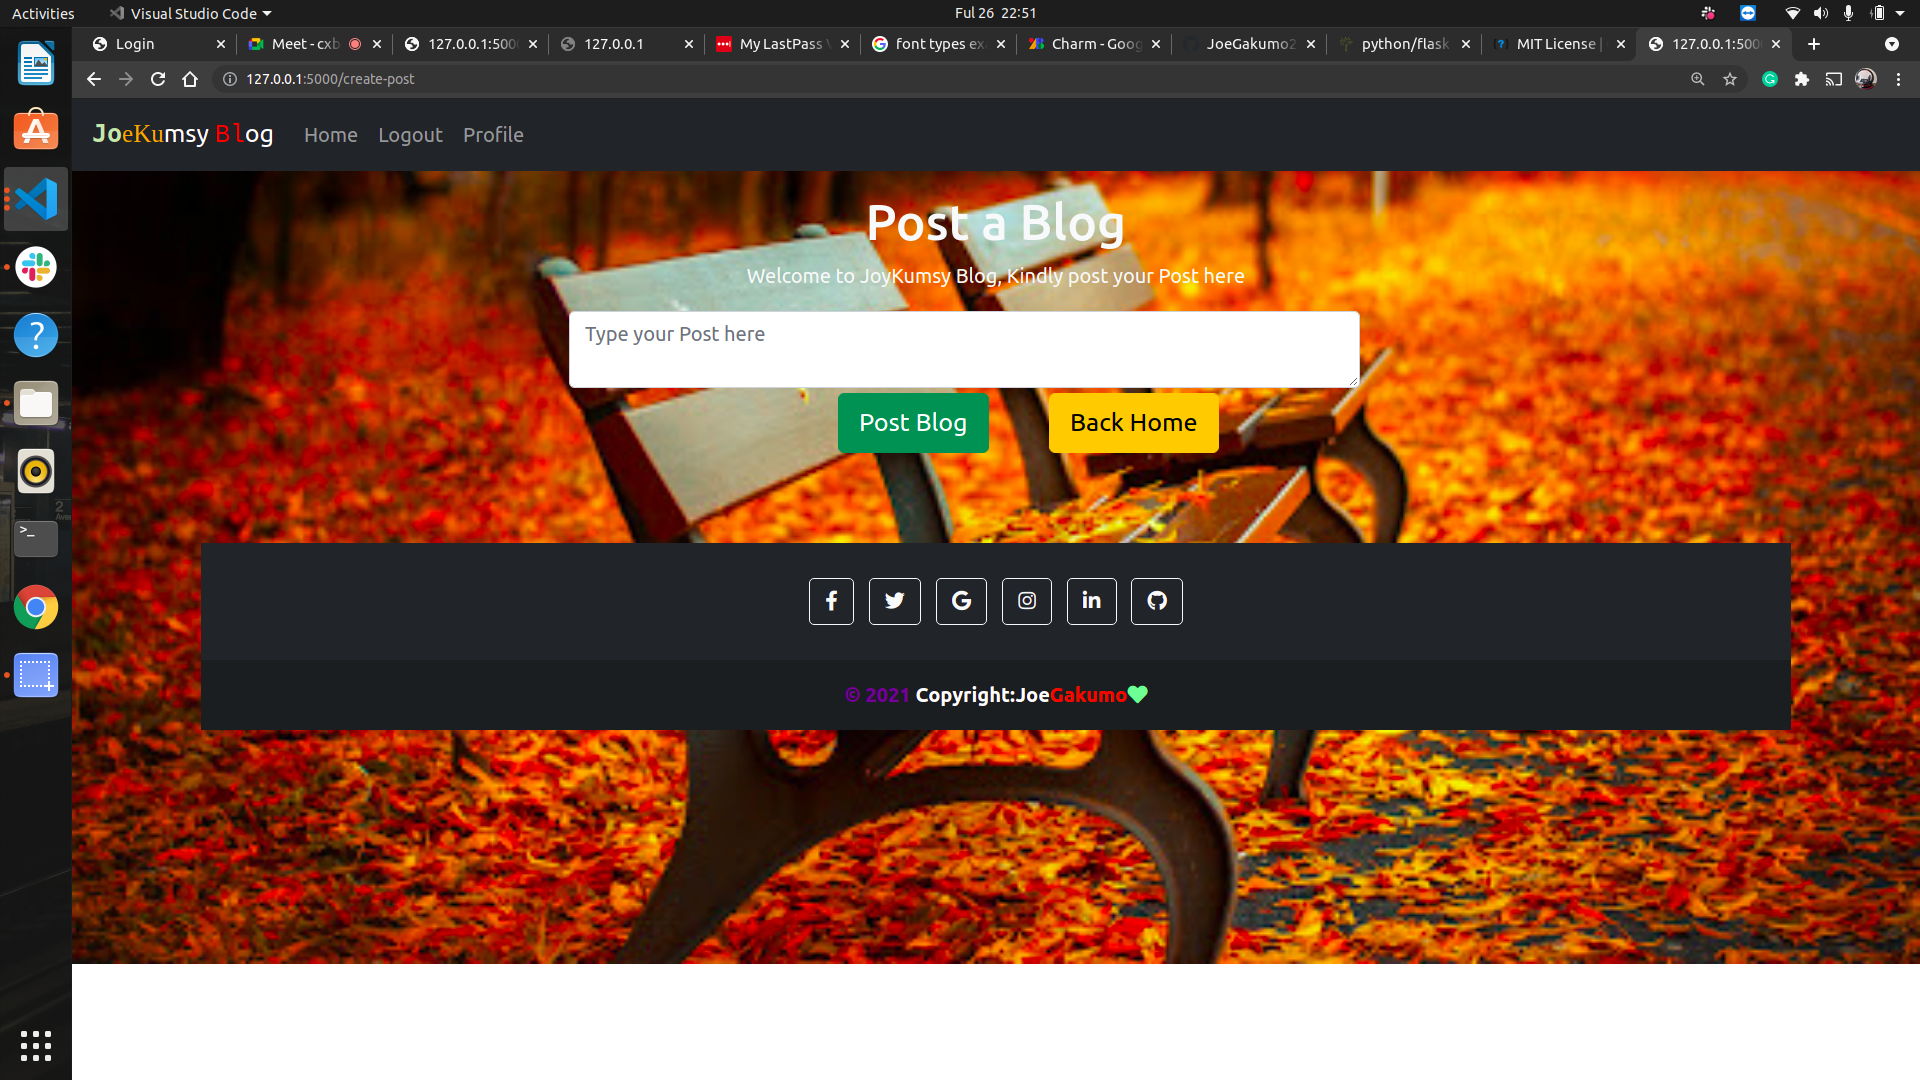 Activities Visual Studio Code Ful 26 22:51
Login Meet - cxb 127.0.0.1:500 127.0.0.1 My LastPass font types ex Charm - Goog JoeGakumo2 python/flask MIT License | 127.0.0.1:500
127.0.0.1:5000/create-post
JoeKumsy Blog Home Logout Profile
Post a Blog
Welcome to JoyKumsy Blog, Kindly post your Post here
Type your Post here
Post Blog Back Home
© 2021 Copyright:JoeGakumo